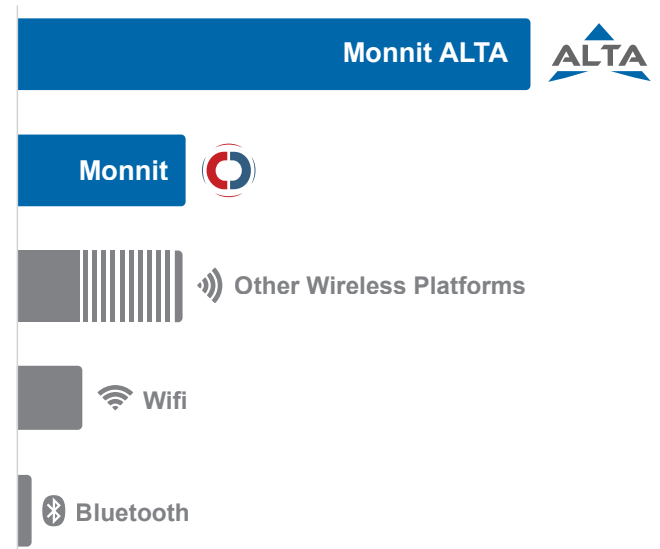 Monnit ALTA
ALTA
Monnit
Other Wireless Platforms
Wifi
Bluetooth